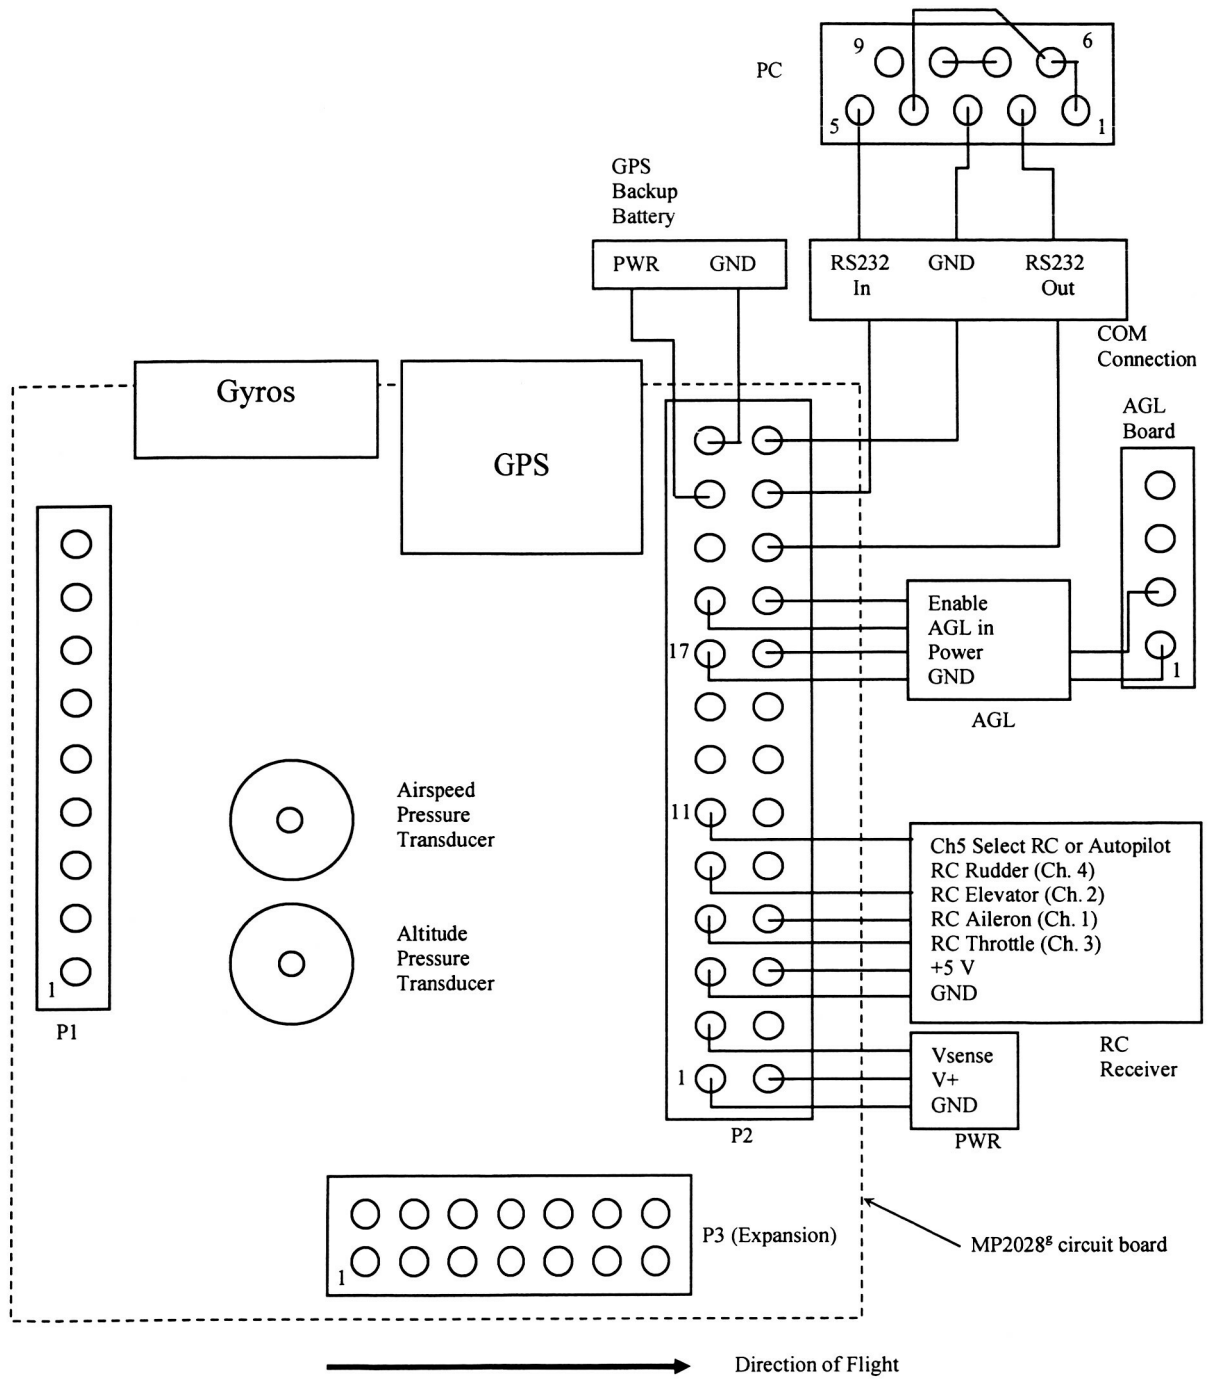 9
6
PC
5
1
GPS
Backup
Battery
PWR
GND
RS232
In
GND
RS232
Out
COM
Connection
Gyros
GPS
AGL
Board
Enable
AGL in
Power
GND
17
1
AGL
Airspeed
Pressure
Transducer
11
Ch5 Select RC or Autopilot
RC Rudder (Ch. 4)
RC Elevator (Ch. 2)
RC Aileron (Ch. 1)
RC Throttle (Ch. 3)
+5 V
GND
Altitude
Pressure
Transducer
1
P1
RC
Receiver
Vsense
V+
GND
1
P2
PWR
P3 (Expansion)
1
MP2028g circuit board
Direction of Flight